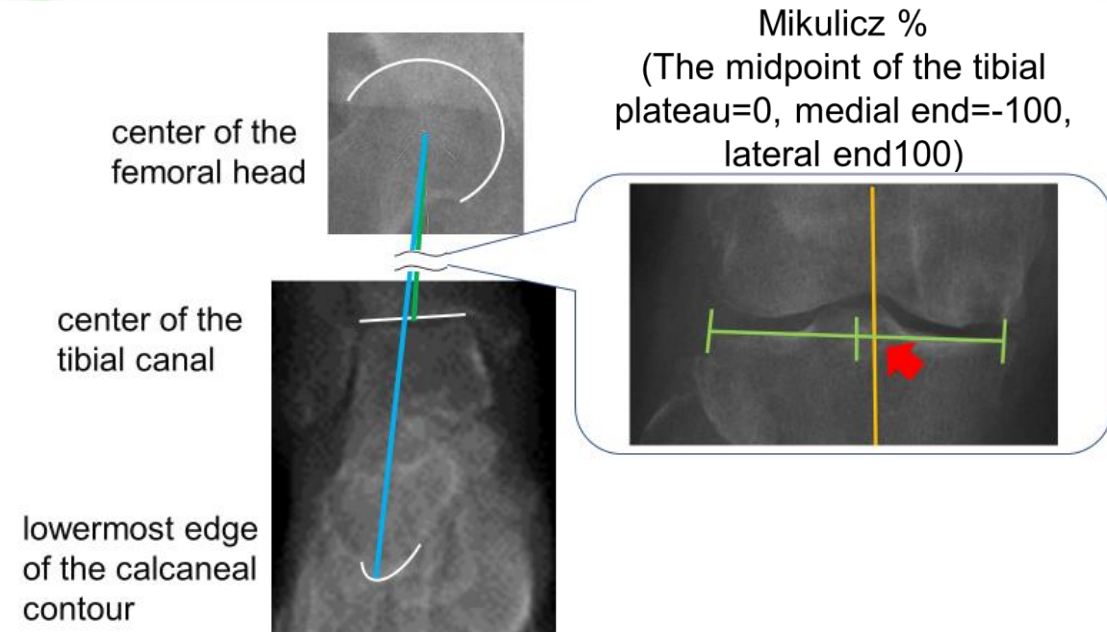 Mikulicz %
(The midpoint of the tibial
plateau=0, medial end=-100,
lateral end100)
center of the
femoral head
center of the
tibial canal
lowermost edge
of the calcaneal
contour